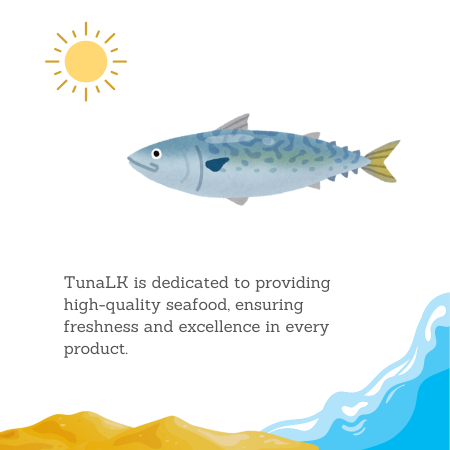 TunaLK is dedicated to providing
high-quality seafood, ensuring
freshness and excellence in every
product.